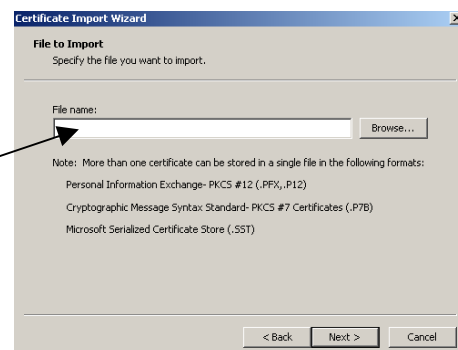 Certificate Import Wizard
File to Import
Specify the file you want to import.
File name:
Browse...
Note: More than one certificate can be stored in a single file in the following formats:
Personal Information Exchange- PKCS #12 (.PFX,.P12)
Cryptographic Message Syntax Standard- PKCS #7 Certificates (.P7B)
Microsoft Serialized Certificate Store (.SST)
< Back
Next >
Cancel